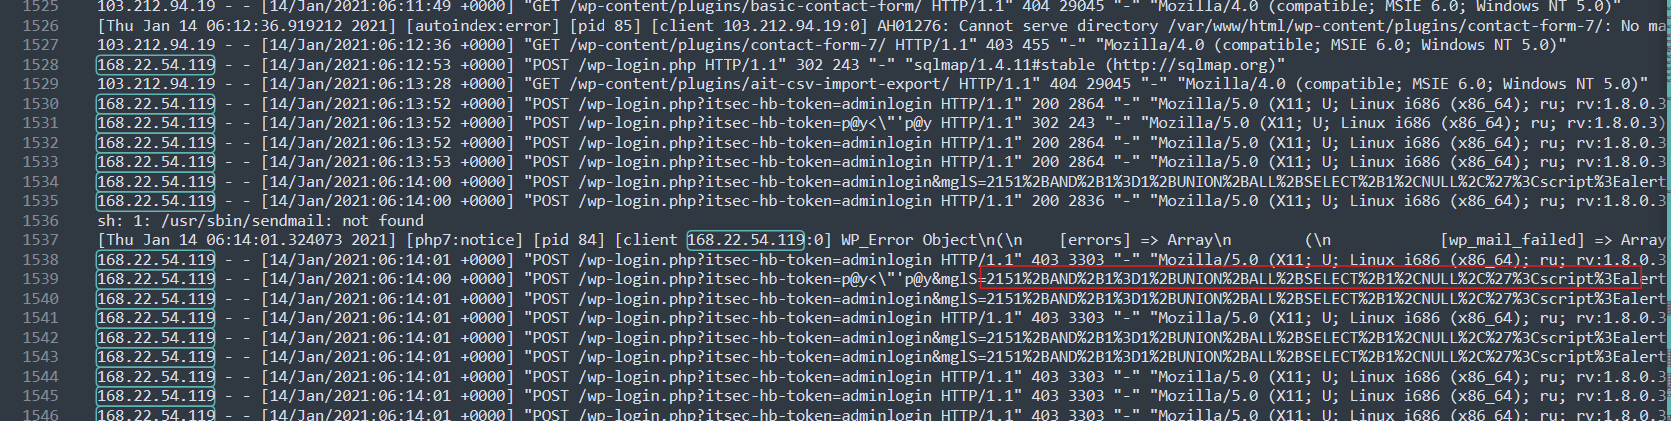 1525 103.212.94.19 - - [14/Jan/2021:06:11:49 +0000] "GET /wp-content/plugins/basic-contact-form/ HTTP/1.1" 404 29045 "-" "Mozilla/4.0 (compatible; MSIE 6.0; Windows NT 5.0)"
1526 [Thu Jan 14 06:12:36.919212 2021] [autoindex:error] [pid 85] [client 103.212.94.19:0] AH01276: Cannot serve directory /var/www/html/wp-content/plugins/contact-form-7/: No ma
1527 103.212.94.19 - - [14/Jan/2021:06:12:36 +0000] "GET /wp-content/plugins/contact-form-7/ HTTP/1.1" 403 455 "-" "Mozilla/4.0 (compatible; MSIE 6.0; Windows NT 5.0)"
1528 168.22.54.119 - - [14/Jan/2021:06:12:53 +0000] "POST /wp-login.php HTTP/1.1" 302 243 "-" "sqlmap/1.4.11#stable (http://sqlmap.org)"
1529 103.212.94.19 - - [14/Jan/2021:06:13:28 +0000] "GET /wp-content/plugins/ait-csv-import-export/ HTTP/1.1" 404 29045 "-" "Mozilla/4.0 (compatible; MSIE 6.0; Windows NT 5.0)"
1530 168.22.54.119 - - [14/Jan/2021:06:13:52 +0000] "POST /wp-login.php?itsec-hb-token=adminlogin HTTP/1.1" 200 2864 "-" "Mozilla/5.0 (X11; U; Linux i686 (x86_64); ru; rv:1.8.0.3
1531 168.22.54.119 - - [14/Jan/2021:06:13:52 +0000] "POST /wp-login.php?itsec-hb-token=p@y<\"'p@y HTTP/1.1" 302 243 "-" "Mozilla/5.0 (X11; U; Linux i686 (x86_64); ru; rv:1.8.0.3)
1532 168.22.54.119 - - [14/Jan/2021:06:13:52 +0000] "POST /wp-login.php?itsec-hb-token=adminlogin HTTP/1.1" 200 2864 "-" "Mozilla/5.0 (X11; U; Linux i686 (x86_64); ru; rv:1.8.0.3
1533 168.22.54.119 - - [14/Jan/2021:06:13:53 +0000] "POST /wp-login.php?itsec-hb-token=adminlogin HTTP/1.1" 200 2864 "-" "Mozilla/5.0 (X11; U; Linux i686 (x86_64); ru; rv:1.8.0.3
1534 168.22.54.119 - - [14/Jan/2021:06:14:00 +0000] "POST /wp-login.php?itsec-hb-token=adminlogin&mglS=2151%2BAND%2B1%3D1%2BUNION%2BALL%2BSELECT%2B1%2CNULL%2C%27%3Cscript%3Ealert
1535 168.22.54.119 - - [14/Jan/2021:06:14:00 +0000] "POST /wp-login.php?itsec-hb-token=adminlogin HTTP/1.1" 200 2836 "-" "Mozilla/5.0 (X11; U; Linux i686 (x86_64); ru; rv:1.8.0.3
1536 sh: 1: /usr/sbin/sendmail: not found
1537 [Thu Jan 14 06:14:01.324073 2021] [php7:notice] [pid 84] [client 168.22.54.119:0] WP_Error Object\n(\n    [errors] => Array\n        (\n            [wp_mail_failed] => Array
1538 168.22.54.119 - - [14/Jan/2021:06:14:01 +0000] "POST /wp-login.php?itsec-hb-token=adminlogin HTTP/1.1" 403 3303 "-" "Mozilla/5.0 (X11; U; Linux i686 (x86_64); ru; rv:1.8.0.3
1539 168.22.54.119 - - [14/Jan/2021:06:14:00 +0000] "POST /wp-login.php?itsec-hb-token=p@y<\"'p@y&mglS=2151%2BAND%2B1%3D1%2BUNION%2BALL%2BSELECT%2B1%2CNULL%2C%27%3Cscript%3Ealert
1540 168.22.54.119 - - [14/Jan/2021:06:14:01 +0000] "POST /wp-login.php?itsec-hb-token=adminlogin&mglS=2151%2BAND%2B1%3D1%2BUNION%2BALL%2BSELECT%2B1%2CNULL%2C%27%3Cscript%3Ealert
1541 168.22.54.119 - - [14/Jan/2021:06:14:01 +0000] "POST /wp-login.php?itsec-hb-token=adminlogin HTTP/1.1" 403 3303 "-" "Mozilla/5.0 (X11; U; Linux i686 (x86_64); ru; rv:1.8.0.3
1542 168.22.54.119 - - [14/Jan/2021:06:14:01 +0000] "POST /wp-login.php?itsec-hb-token=adminlogin&mglS=2151%2BAND%2B1%3D1%2BUNION%2BALL%2BSELECT%2B1%2CNULL%2C%27%3Cscript%3Ealert
1543 168.22.54.119 - - [14/Jan/2021:06:14:01 +0000] "POST /wp-login.php?itsec-hb-token=adminlogin&mglS=2151%2BAND%2B1%3D1%2BUNION%2BALL%2BSELECT%2B1%2CNULL%2C%27%3Cscript%3Ealert
1544 168.22.54.119 - - [14/Jan/2021:06:14:01 +0000] "POST /wp-login.php?itsec-hb-token=adminlogin HTTP/1.1" 403 3303 "-" "Mozilla/5.0 (X11; U; Linux i686 (x86_64); ru; rv:1.8.0.3
1545 168.22.54.119 - - [14/Jan/2021:06:14:01 +0000] "POST /wp-login.php?itsec-hb-token=adminlogin HTTP/1.1" 403 3303 "-" "Mozilla/5.0 (X11; U; Linux i686 (x86_64); ru; rv:1.8.0.3
1546 168.22.54.119 - - [14/Jan/2021:06:14:01 +0000] "POST /wp-login.php?itsec-hb-token=adminlogin HTTP/1.1" 403 3303 "-" "Mozilla/5.0 (X11; U; Linux i686 (x86_64); ru; rv:1.8.0.3